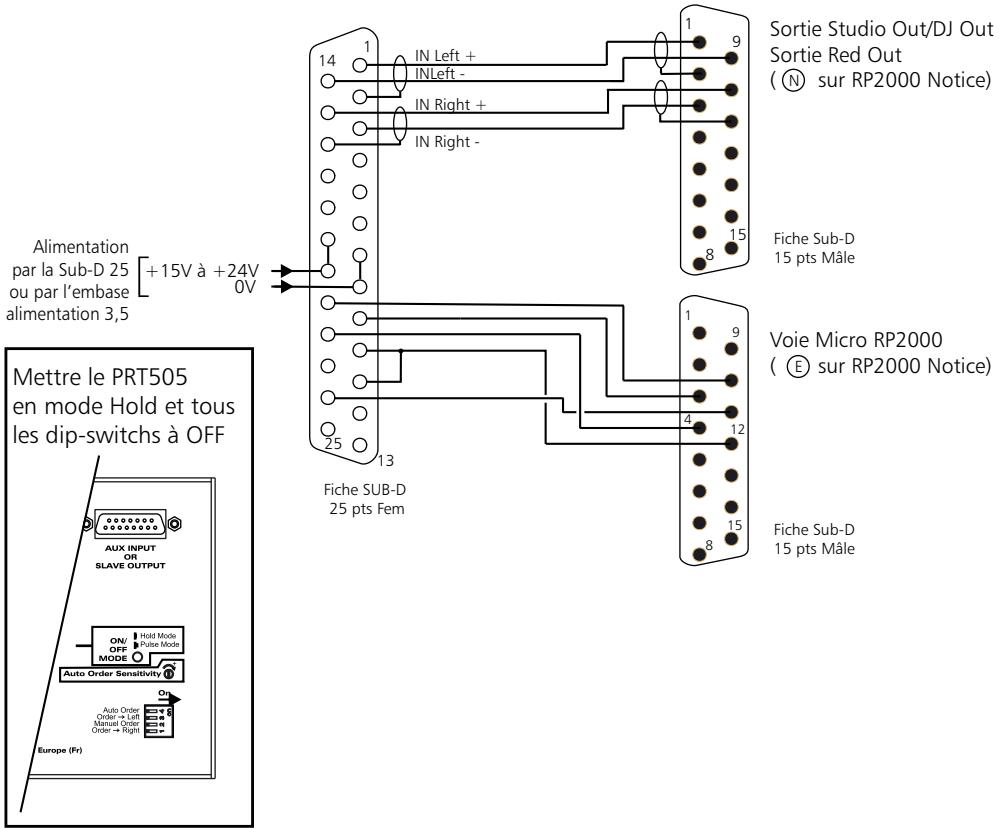 1
9
Sortie Studio Out/DJ Out
Sortie Red Out
( N sur RP2000 Notice)
14
1
IN Left +
INLeft -
IN Right +
IN Right -
15
8
Fiche Sub-D
15 pts Mâle
Alimentation
par la Sub-D 25
ou par l'embase
alimentation 3,5
+15V à +24V
0V
1
9
Voie Micro RP2000
( E sur RP2000 Notice)
4
12
25
13
Fiche SUB-D
25 pts Fem
15
8
Fiche Sub-D
15 pts Mâle
Mettre le PRT505
en mode Hold et tous
les dip-switchs à OFF
AUX INPUT
OR
SLAVE OUTPUT
ON/
OFF
MODE
Hold Mode
Pulse Mode
Auto Order Sensitivity
+
On
Auto Order
Order → Left
Manuel Order
Order → Right
1 2 3 4
Europe (Fr)